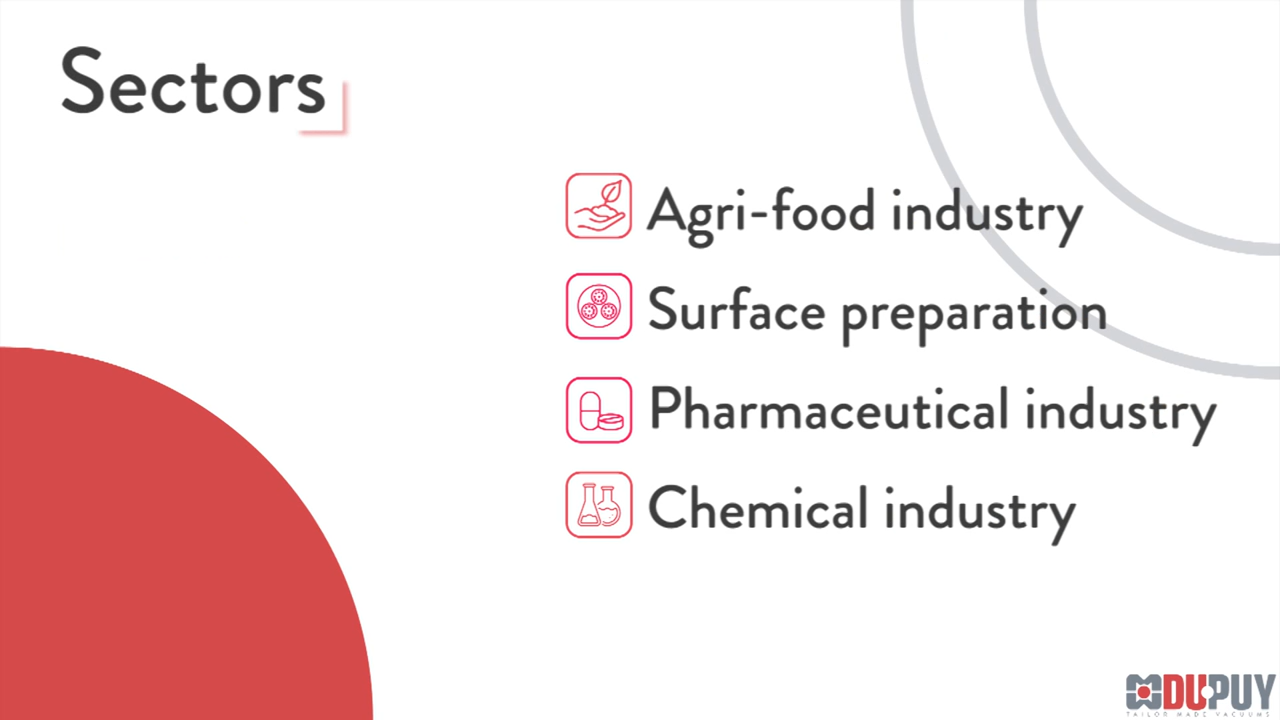 Sectors
Agri-food industry
Surface preparation
Pharmaceutical industry
Chemical industry
DUPUY
TAILOR MADE VACUUMS